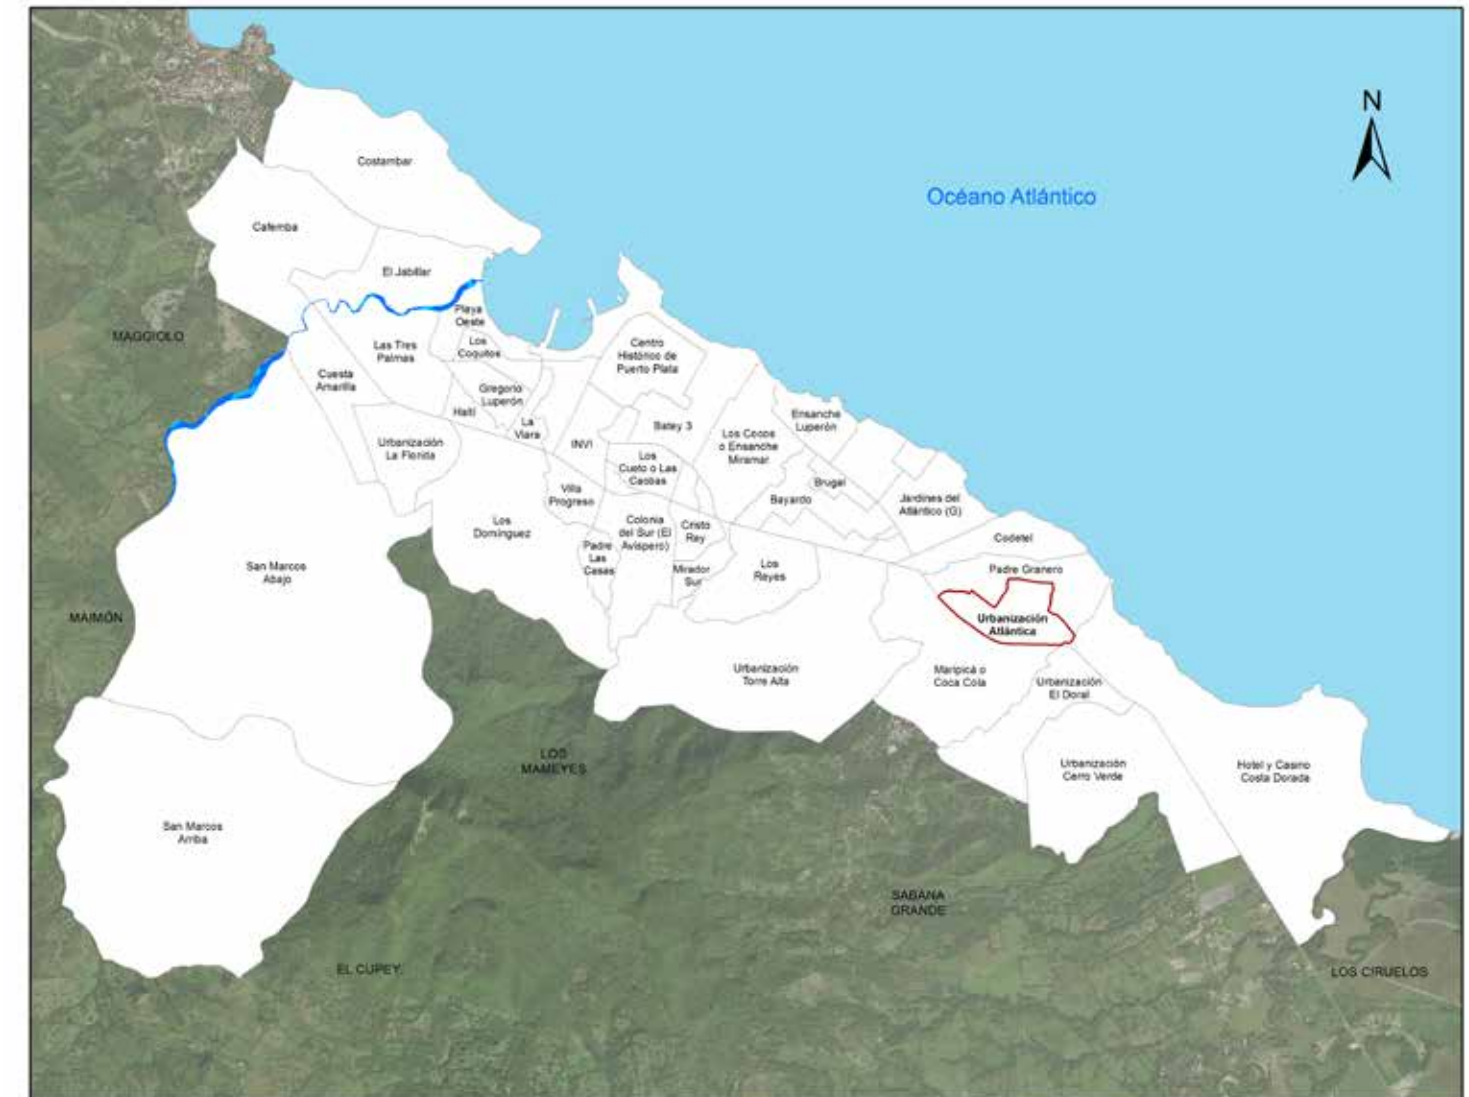 N
Costambar
Océano Atlántico
Cafemba
El Jabillar
Playa
Oeste
MAGGIOLO
Las Tres
Palmas
Los
Coquitos
Centro
Histórico de
Puerto Plata
Cuesta
Amarilla
Gregorio
Luperón
Haití
La
Viara
Batey 3
Ensanche
Luperón
INVI
Los Cocos
o Ensanche
Miramar
Urbanización
La Florida
Los
Cueto o Las
Caobas
Brugal
Villa
Progreso
Bayardo
Jardines del
Atlántico (G)
Los
Domínguez
Colonia
del Sur (El
Avispero)
Cristo
Rey
Codetel
Padre
Las
Casas
San Marcos
Abajo
Mirador
Sur
Los
Reyes
Padre Granero
MAIMÓN
Urbanización
Atlántica
Urbanización
Torre Alta
Maripicá o
Coca Cola
Urbanización
El Doral
LOS
MAMEYES
Urbanización
Cerro Verde
Hotel y Casino
Costa Dorada
San Marcos
Arriba
SABANA
GRANDE
EL CUPEY
LOS CIRUELOS